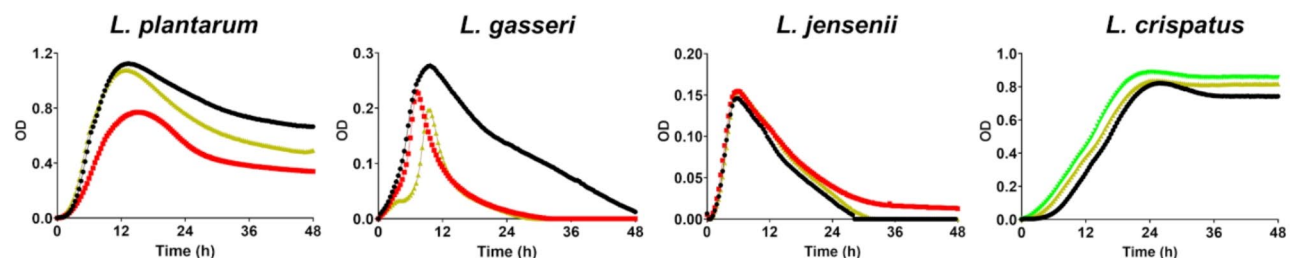 L. plantarum
1.2
0.8
0.4
0.0
OD
0 12 24 36 48
Time (h)
L. gasseri
0.3
0.2
0.1
0.0
OD
0 12 24 36 48
Time (h)
L. jensenii
0.20
0.15
0.10
0.05
0.00
OD
0 12 24 36 48
Time (h)
L. crispatus
1.0
0.8
0.6
0.4
0.2
0.0
OD
0 12 24 36 48
Time (h)